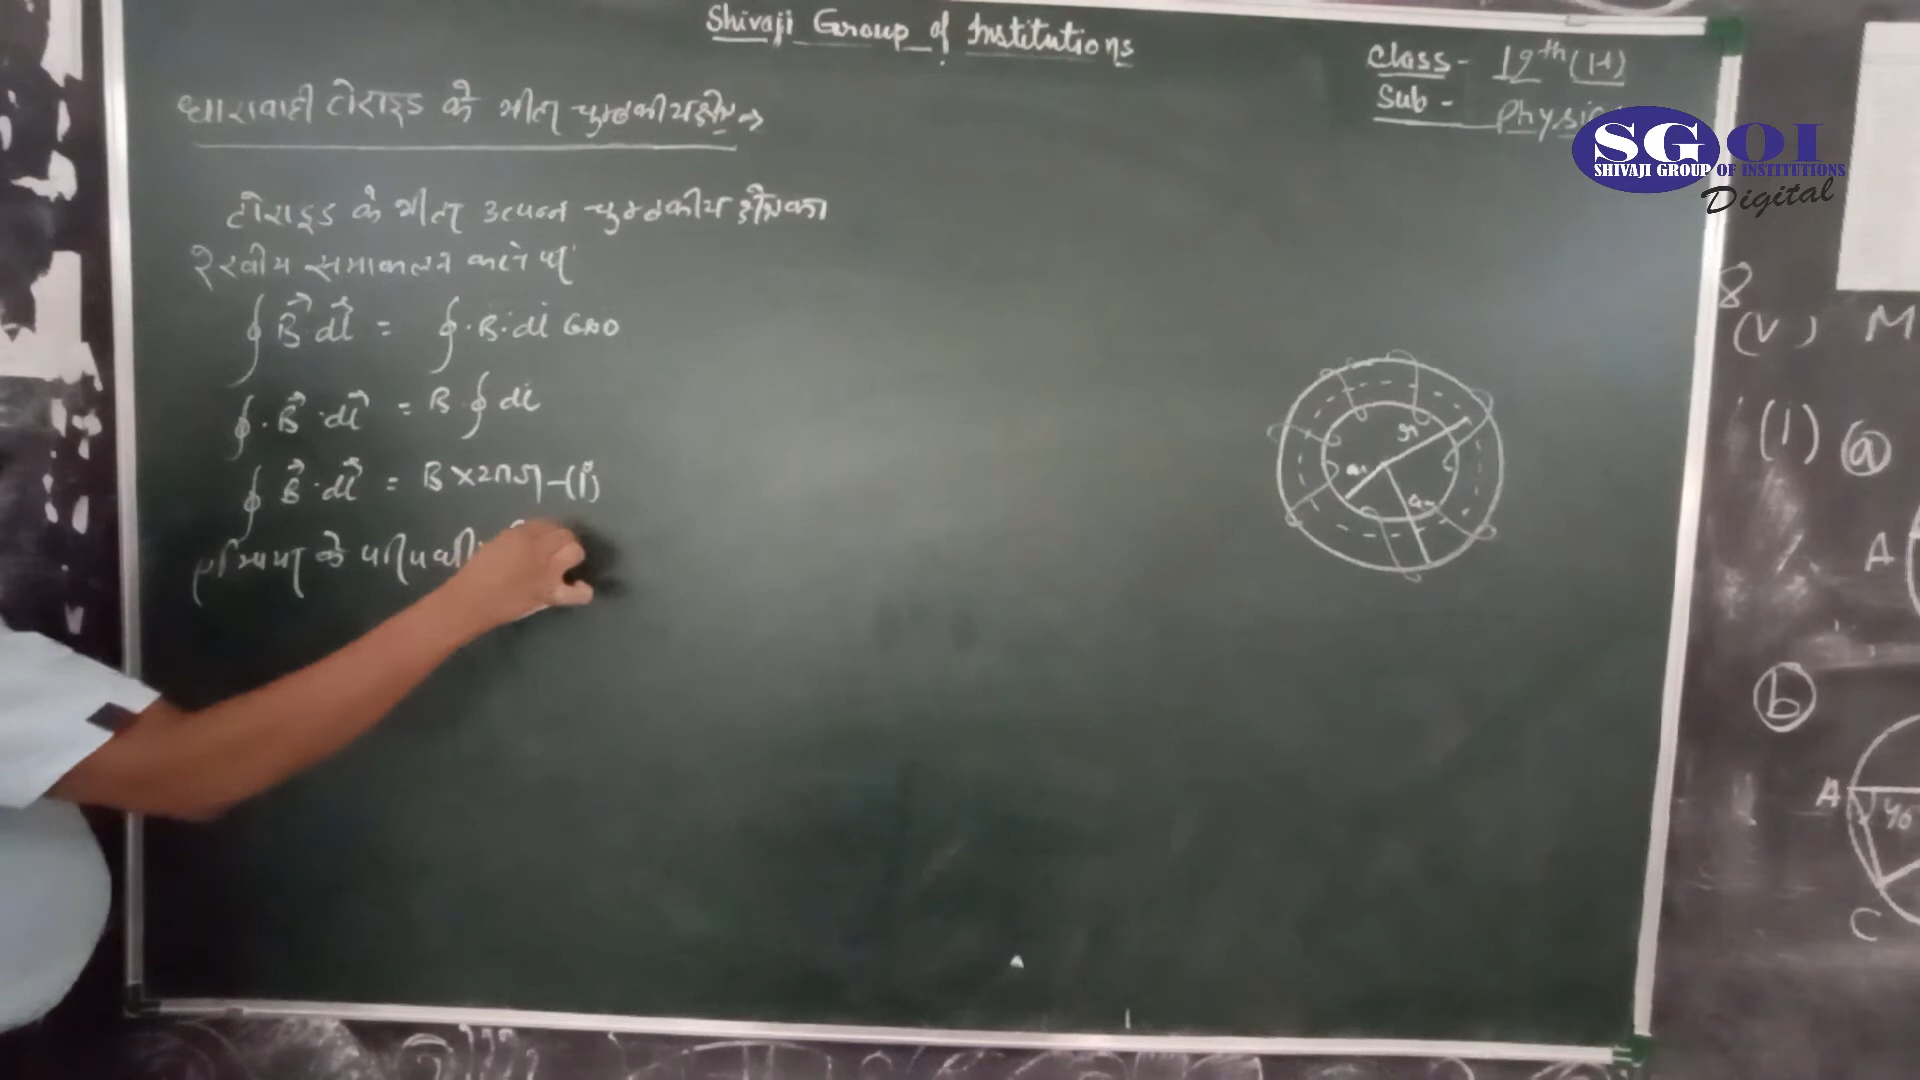 Shivaji Group of Institutions
Class - 12th (H)
Sub - Physics
SGOI
SHIVAJI GROUP OF INSTITUTIONS
Digital
धारावाही टोराइड के भीतर चुम्बकीय क्षेत्र →
टोराइड के भीतर उत्पन्न चुम्बकीय क्षेत्र का
रेखीय समाकलन करने पर
∮ B⃗ dl⃗ = ∮ . B . dl Cos0
∮ . B⃗ . dl⃗ = B . ∮ dl
∮ B⃗ . dl⃗ = B × 2πr - (i)
के
r
(V) M
(1) (a)
A
(b)
A 40
C